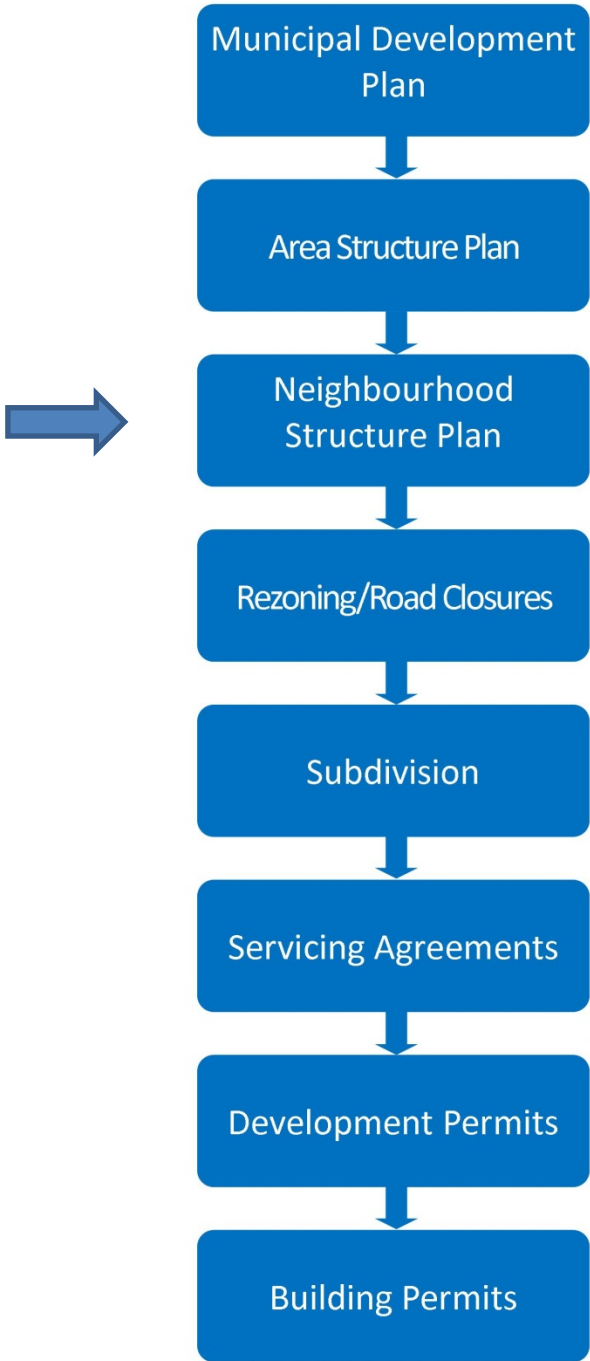 Municipal Development
Plan
Area Structure Plan
Neighbourhood
Structure Plan
Rezoning/Road Closures
Subdivision
Servicing Agreements
Development Permits
Building Permits